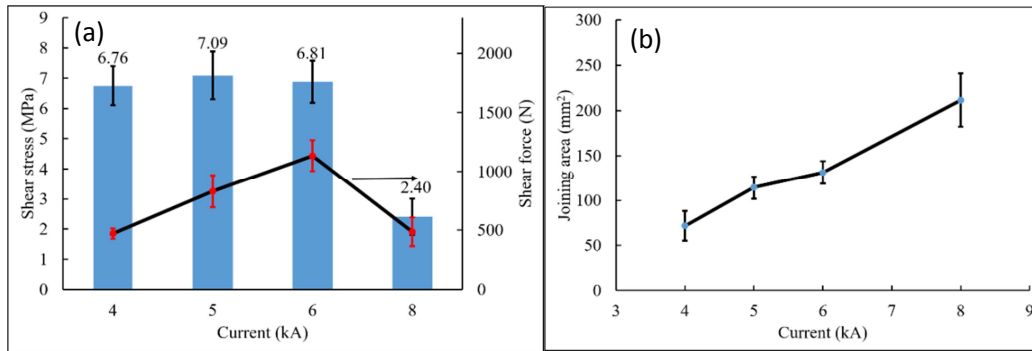 (a)
Shear stress (MPa)
9
8
7
6
5
4
3
2
1
0
6.76
7.09
6.81
2.40
2000
1500
1000
500
0
Shear force (N)
4 5 6 8
Current (kA)
(b)
Joining area (mm²)
300
250
200
150
100
50
0
3 4 5 6 7 8 9
Current (kA)